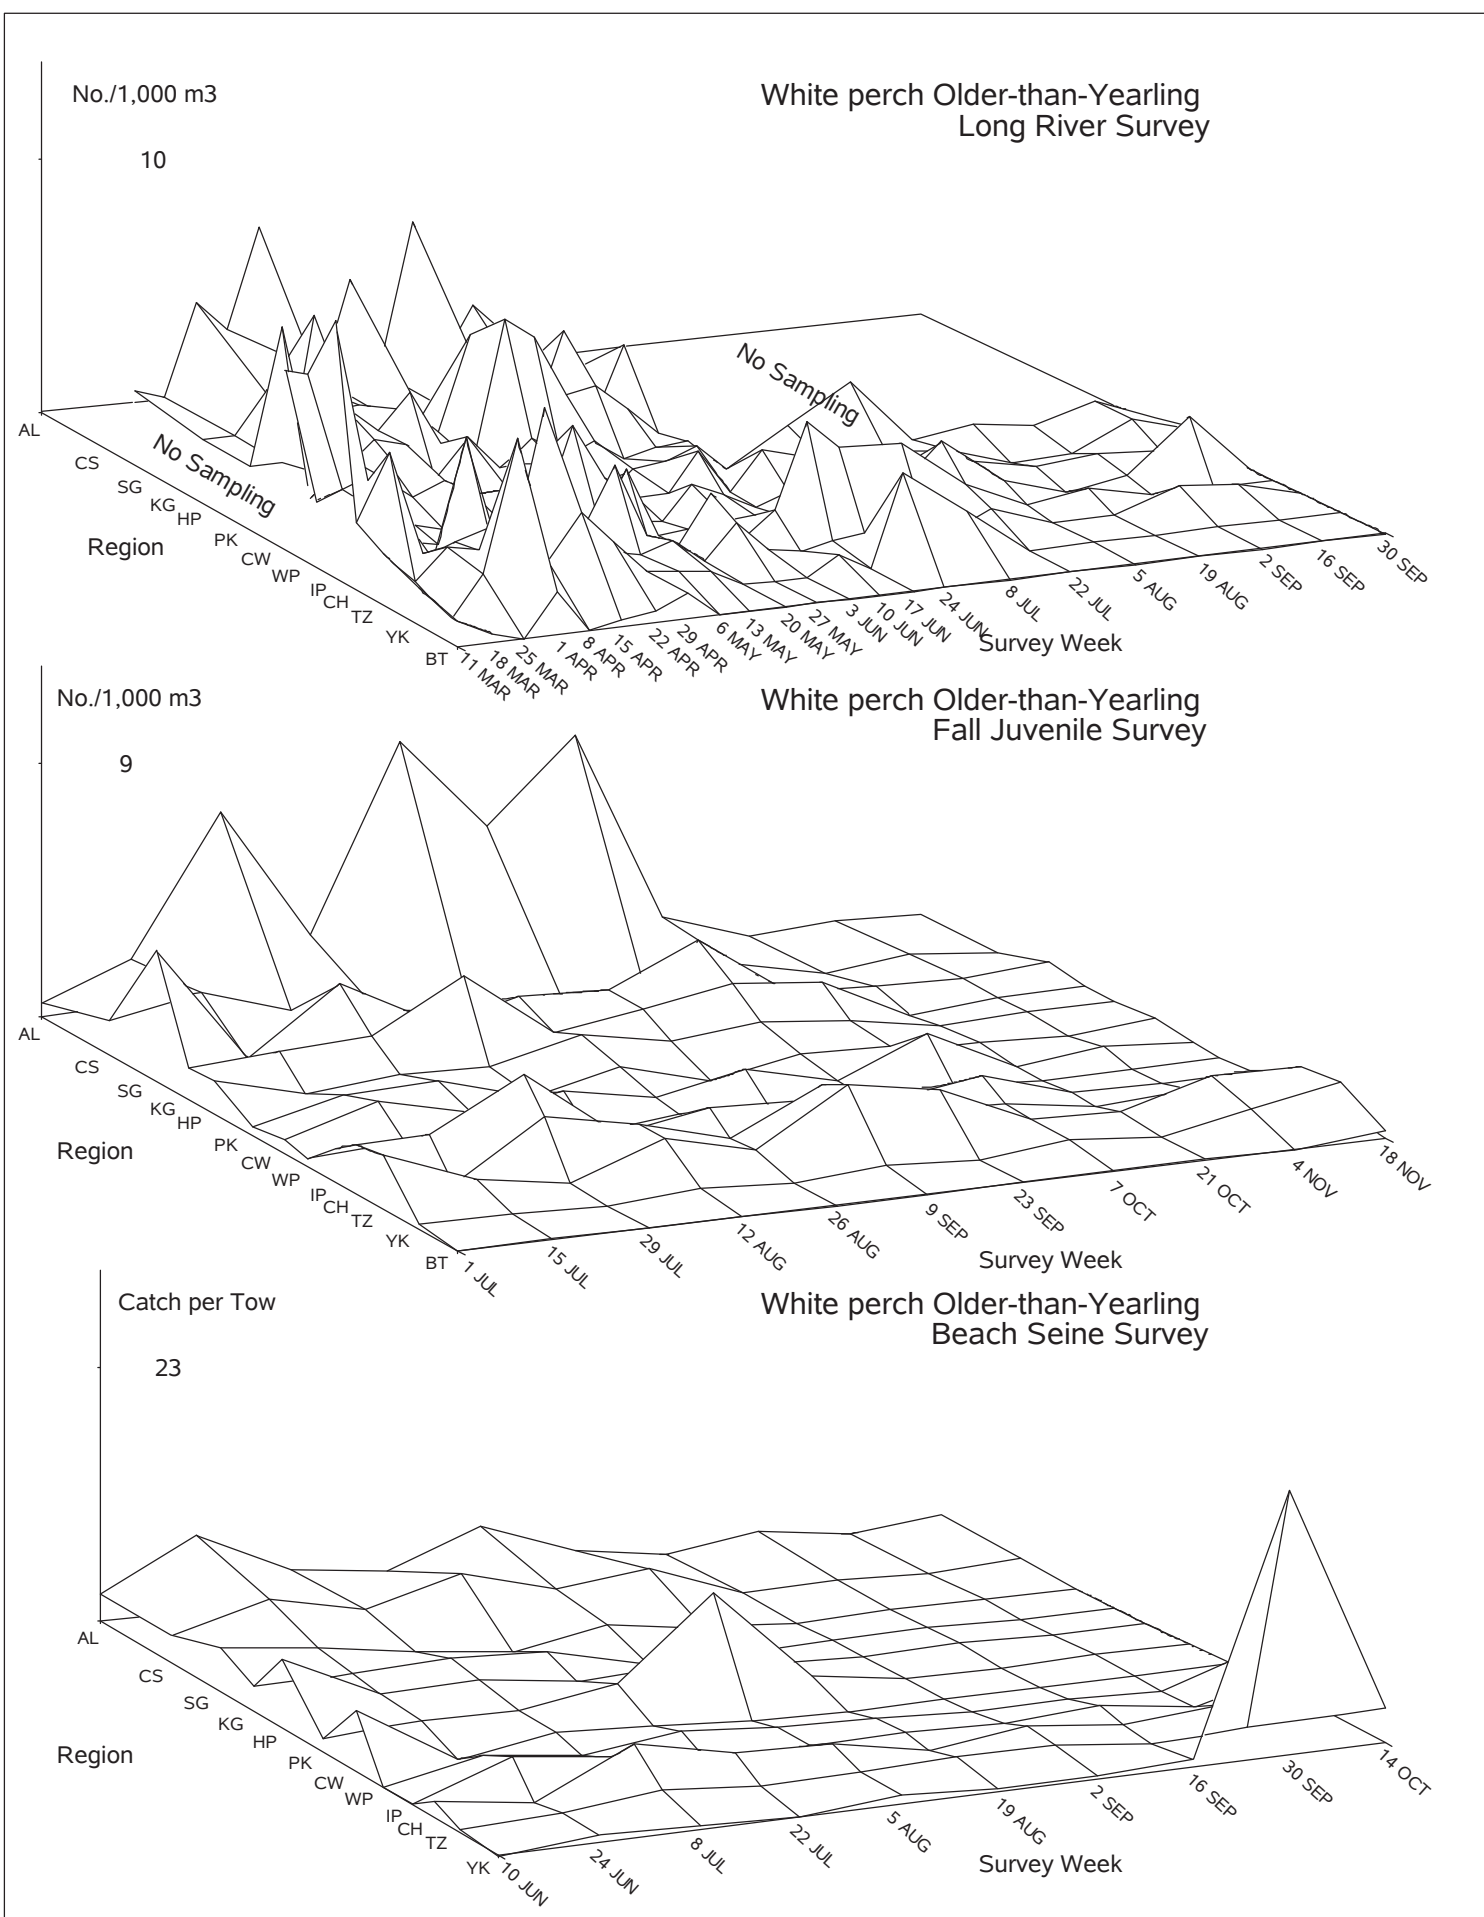 No./1,000 m3
10
White perch Older-than-Yearling
Long River Survey
No Sampling
No Sampling
AL
CS
SG
KG
HP
PK
CW
WP
IP
CH
TZ
YK
BT
Region
11 MAR
18 MAR
25 MAR
1 APR
8 APR
15 APR
22 APR
29 APR
6 MAY
13 MAY
20 MAY
27 MAY
3 JUN
10 JUN
17 JUN
24 JUN
8 JUL
22 JUL
5 AUG
19 AUG
2 SEP
16 SEP
30 SEP
Survey Week
No./1,000 m3
9
White perch Older-than-Yearling
Fall Juvenile Survey
AL
CS
SG
KG
HP
PK
CW
WP
IP
CH
TZ
YK
BT
Region
1 JUL
15 JUL
29 JUL
12 AUG
26 AUG
9 SEP
23 SEP
7 OCT
21 OCT
4 NOV
18 NOV
Survey Week
Catch per Tow
23
White perch Older-than-Yearling
Beach Seine Survey
AL
CS
SG
KG
HP
PK
CW
WP
IP
CH
TZ
YK
Region
10 JUN
24 JUN
8 JUL
22 JUL
5 AUG
19 AUG
2 SEP
16 SEP
30 SEP
14 OCT
Survey Week